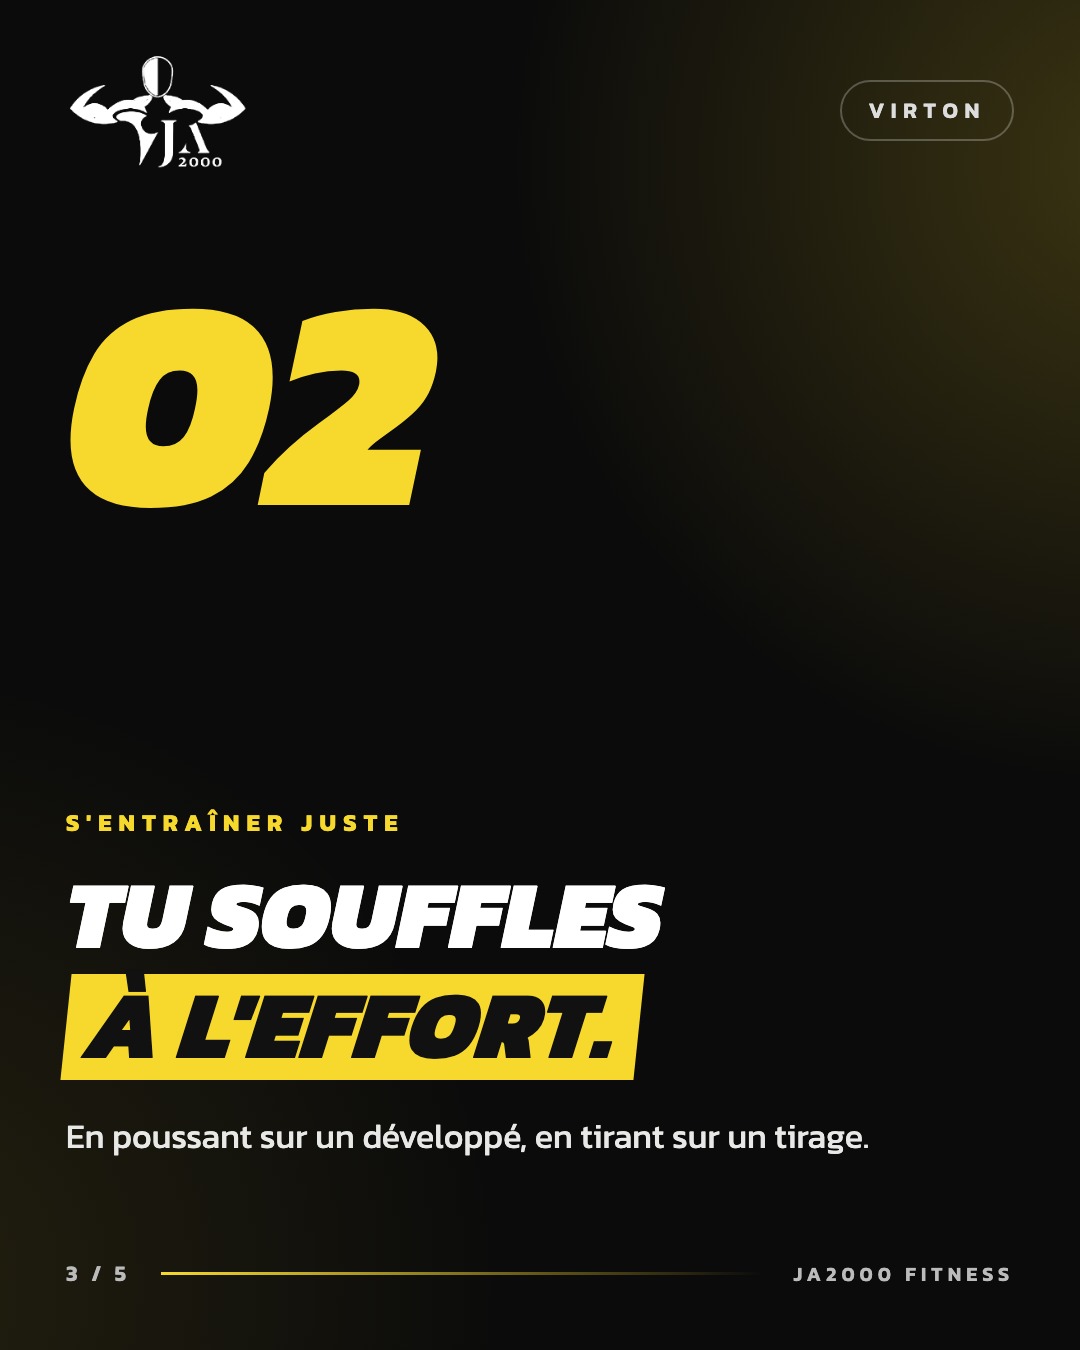 JA
2000
VIRTON
02
S'ENTRAÎNER JUSTE
TU SOUFFLES
À L'EFFORT.
En poussant sur un développé, en tirant sur un tirage.
3 / 5
JA2000 FITNESS